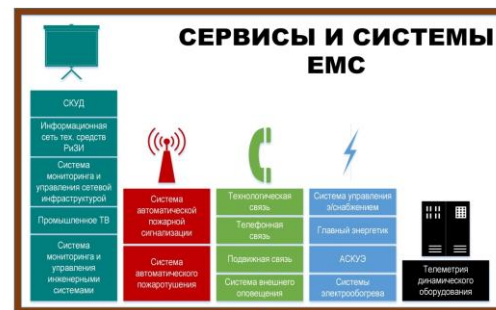 СЕРВИСЫ И СИСТЕМЫ
ЕМС
СКУД
Информационная
сеть тех. средств
РиЗИ
Система
мониторинга и
управления сетевой
инфраструктурой
Промышленное ТВ
Система
мониторинга и
управления
инженерными
системами
Система
автоматической
пожарной
сигнализации
Система
автоматического
пожаротушения
Технологическая
связь
Телефонная
связь
Подвижная связь
Система внешнего
оповещения
Система управления
э/снабжением
Главный энергетик
АСКУЭ
Системы
электрообогрева
Телеметрия
динамического
оборудования